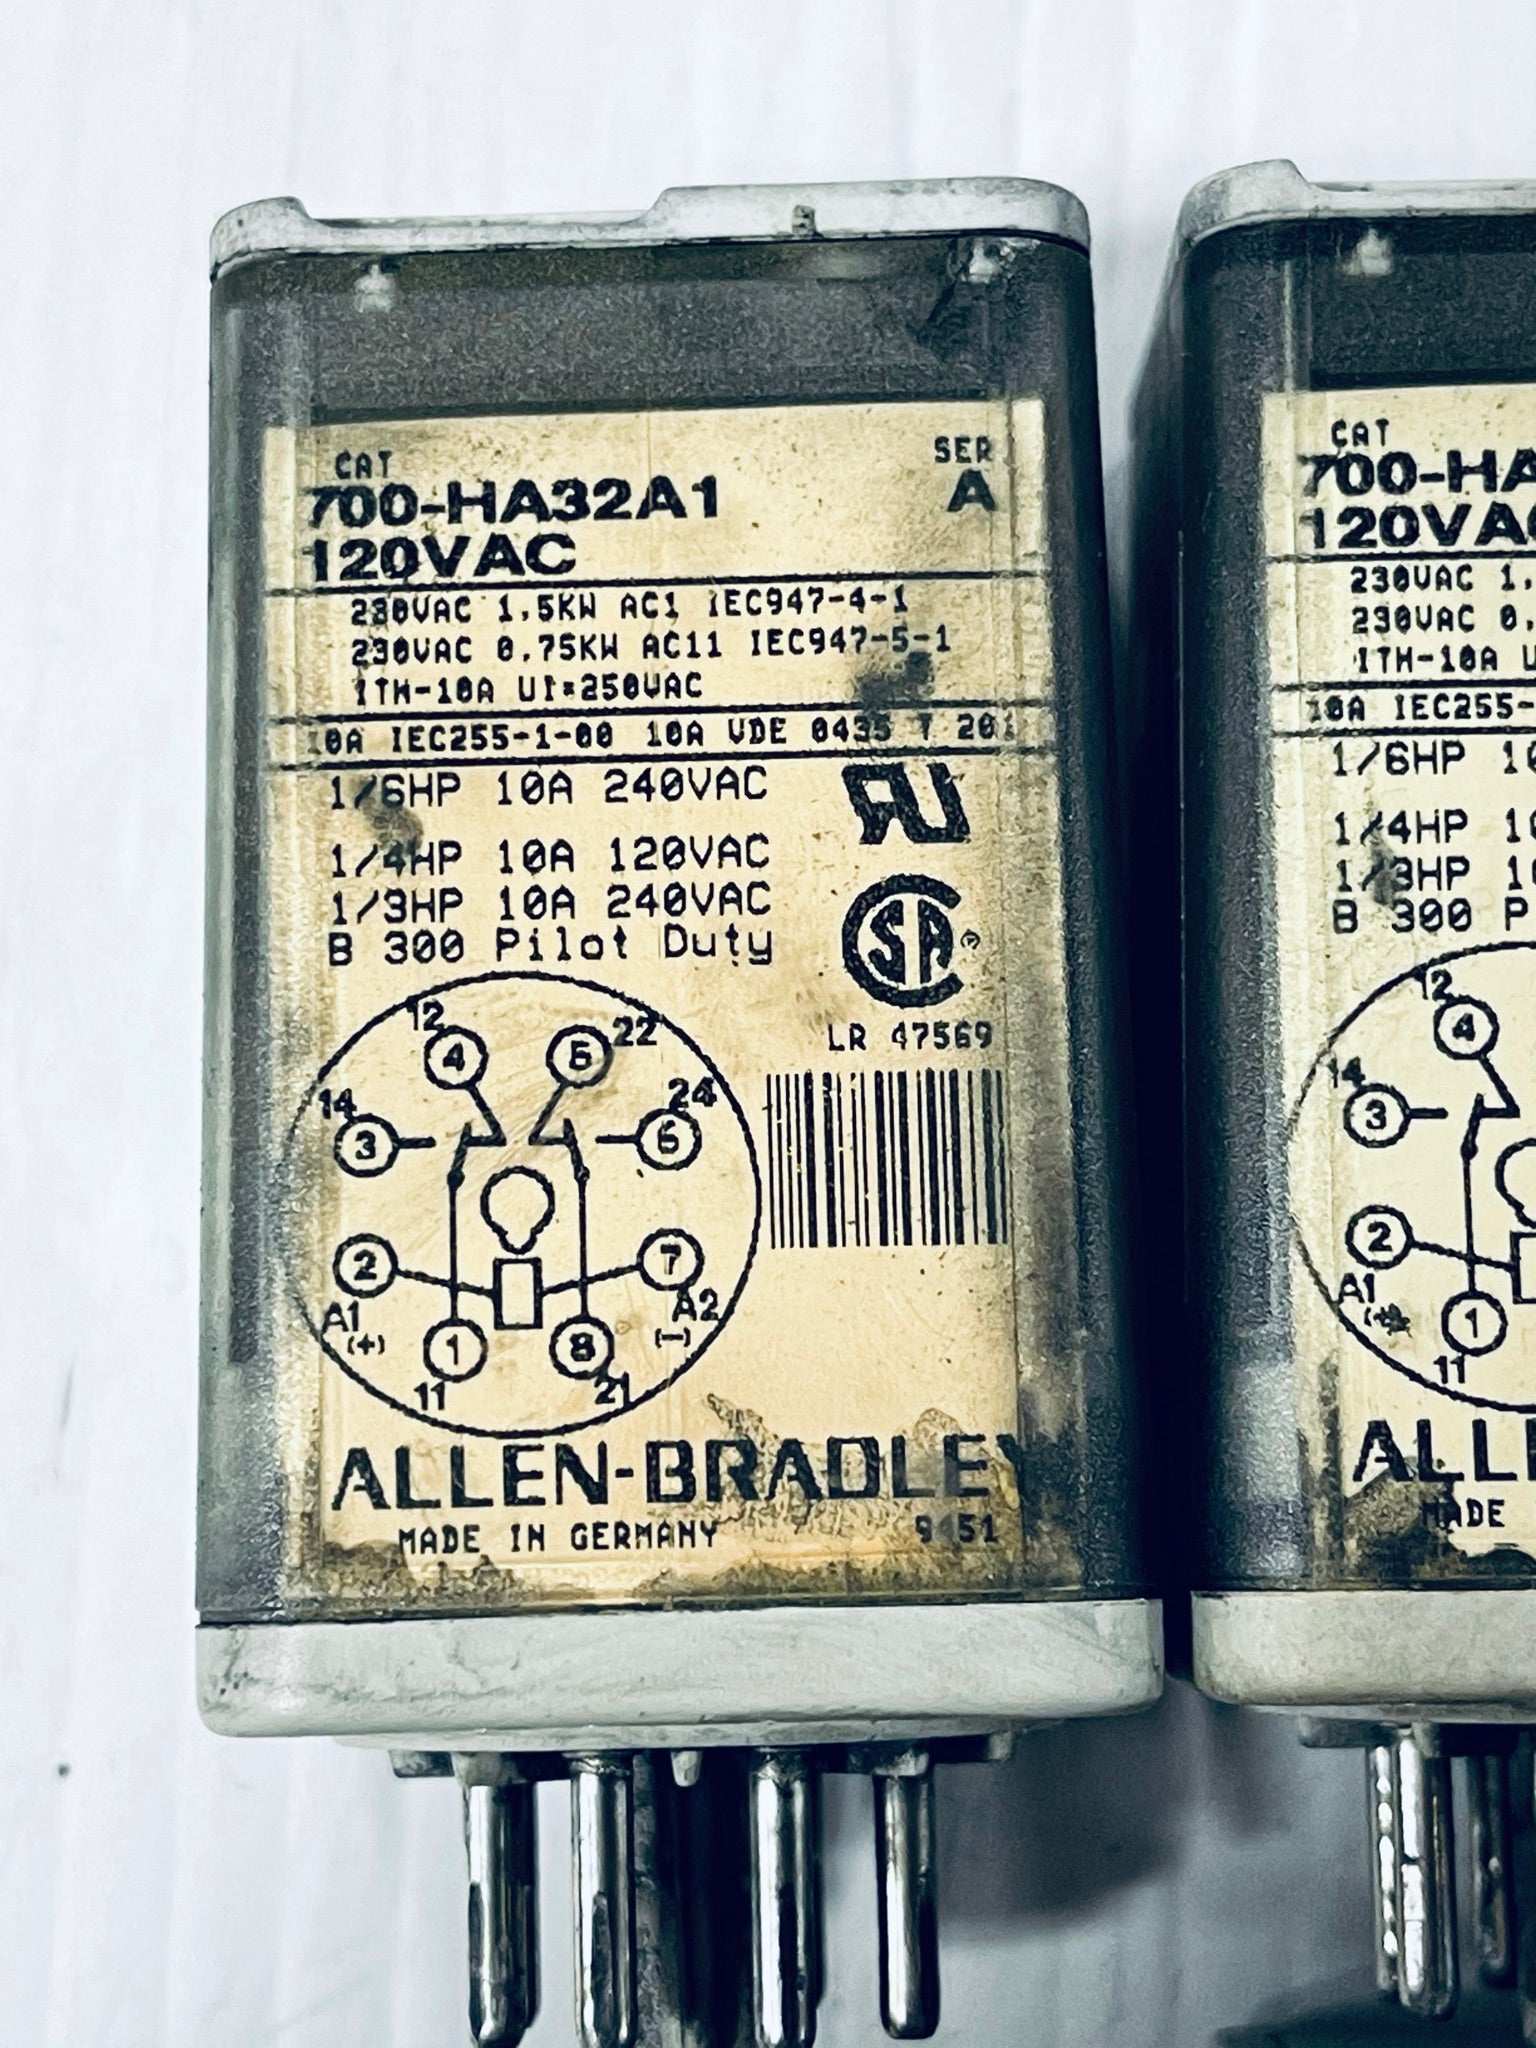 CAT
SER
700-HA32A1
A
120VAC
230VAC 1,5KW AC1 IEC947-4-1
230VAC 0.75KW AC11 IEC947-5-1
ITH-10A UI=250VAC
10A IEC255-1-00 10A VDE 0435 T 201
1/6HP 10A 240VAC
1/4HP 10A 120VAC
1/3HP 10A 240VAC
B 300 Pilot Duty
SA
LR 47569
12
22
4
5
14
24
3
6
2
7
A1
A2
(+)
(-)
1
8
11
21
ALLEN-BRADLEY
MADE IN GERMANY
9451
CAT
700-HA
120VAC
230VAC 1,
230VAC 0.
ITH-10A U
10A IEC255-
1/6HP 10
1/4HP 10
1/3HP 10
B 300 P
12
4
14
3
2
A1
(+)
1
11
ALLE
MADE